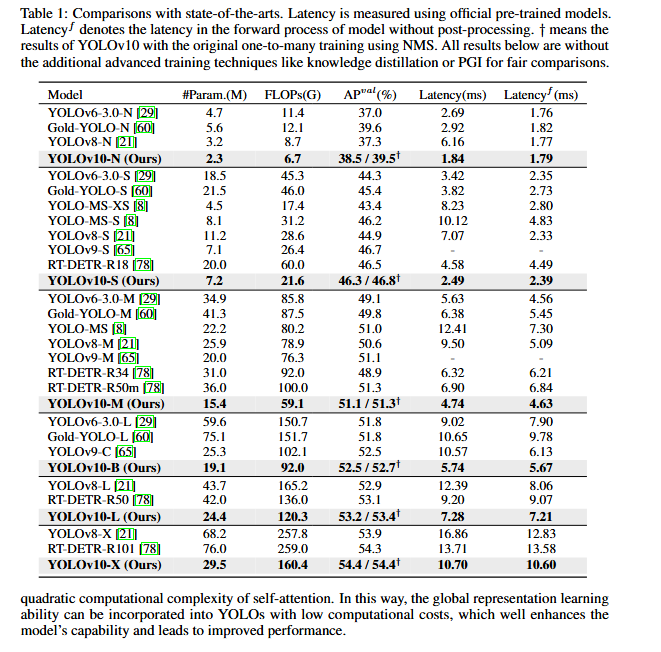 Table 1: Comparisons with state-of-the-arts. Latency is measured using official pre-trained models.
Latencyᶠ denotes the latency in the forward process of model without post-processing. † means the
results of YOLOv10 with the original one-to-many training using NMS. All results below are without
the additional advanced training techniques like knowledge distillation or PGI for fair comparisons.
Model #Param.(M) FLOPs(G) APᵛᵃˡ(%) Latency(ms) Latencyᶠ(ms)
YOLOv6-3.0-N [29] 4.7 11.4 37.0 2.69 1.76
Gold-YOLO-N [60] 5.6 12.1 39.6 2.92 1.82
YOLOv8-N [21] 3.2 8.7 37.3 6.16 1.77
YOLOv10-N (Ours) 2.3 6.7 38.5 / 39.5† 1.84 1.79
YOLOv6-3.0-S [29] 18.5 45.3 44.3 3.42 2.35
Gold-YOLO-S [60] 21.5 46.0 45.4 3.82 2.73
YOLO-MS-XS [8] 4.5 17.4 43.4 8.23 2.80
YOLO-MS-S [8] 8.1 31.2 46.2 10.12 4.83
YOLOv8-S [21] 11.2 28.6 44.9 7.07 2.33
YOLOv9-S [65] 7.1 26.4 46.7 - -
RT-DETR-R18 [78] 20.0 60.0 46.5 4.58 4.49
YOLOv10-S (Ours) 7.2 21.6 46.3 / 46.8† 2.49 2.39
YOLOv6-3.0-M [29] 34.9 85.8 49.1 5.63 4.56
Gold-YOLO-M [60] 41.3 87.5 49.8 6.38 5.45
YOLO-MS [8] 22.2 80.2 51.0 12.41 7.30
YOLOv8-M [21] 25.9 78.9 50.6 9.50 5.09
YOLOv9-M [65] 20.0 76.3 51.1 - -
RT-DETR-R34 [78] 31.0 92.0 48.9 6.32 6.21
RT-DETR-R50m [78] 36.0 100.0 51.3 6.90 6.84
YOLOv10-M (Ours) 15.4 59.1 51.1 / 51.3† 4.74 4.63
YOLOv6-3.0-L [29] 59.6 150.7 51.8 9.02 7.90
Gold-YOLO-L [60] 75.1 151.7 51.8 10.65 9.78
YOLOv9-C [65] 25.3 102.1 52.5 10.57 6.13
YOLOv10-B (Ours) 19.1 92.0 52.5 / 52.7† 5.74 5.67
YOLOv8-L [21] 43.7 165.2 52.9 12.39 8.06
RT-DETR-R50 [78] 42.0 136.0 53.1 9.20 9.07
YOLOv10-L (Ours) 24.4 120.3 53.2 / 53.4† 7.28 7.21
YOLOv8-X [21] 68.2 257.8 53.9 16.86 12.83
RT-DETR-R101 [78] 76.0 259.0 54.3 13.71 13.58
YOLOv10-X (Ours) 29.5 160.4 54.4 / 54.4† 10.70 10.60
quadratic computational complexity of self-attention. In this way, the global representation learning
ability can be incorporated into YOLOs with low computational costs, which well enhances the
model's capability and leads to improved performance.